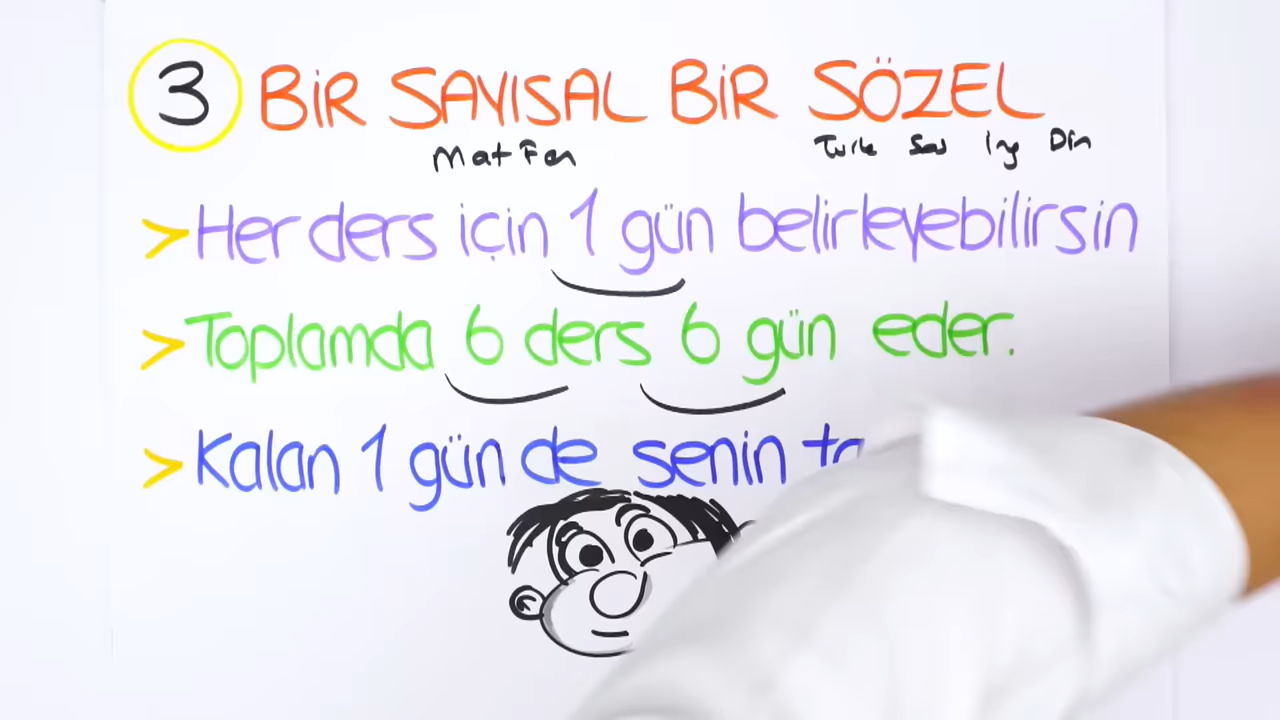 3 BİR SAYISAL BİR SÖZEL
Mat Fen
Türk Sos İng Din
> Her ders için 1 gün belirleyebilirsin
> Toplamda 6 ders 6 gün eder.
> Kalan 1 gün de senin